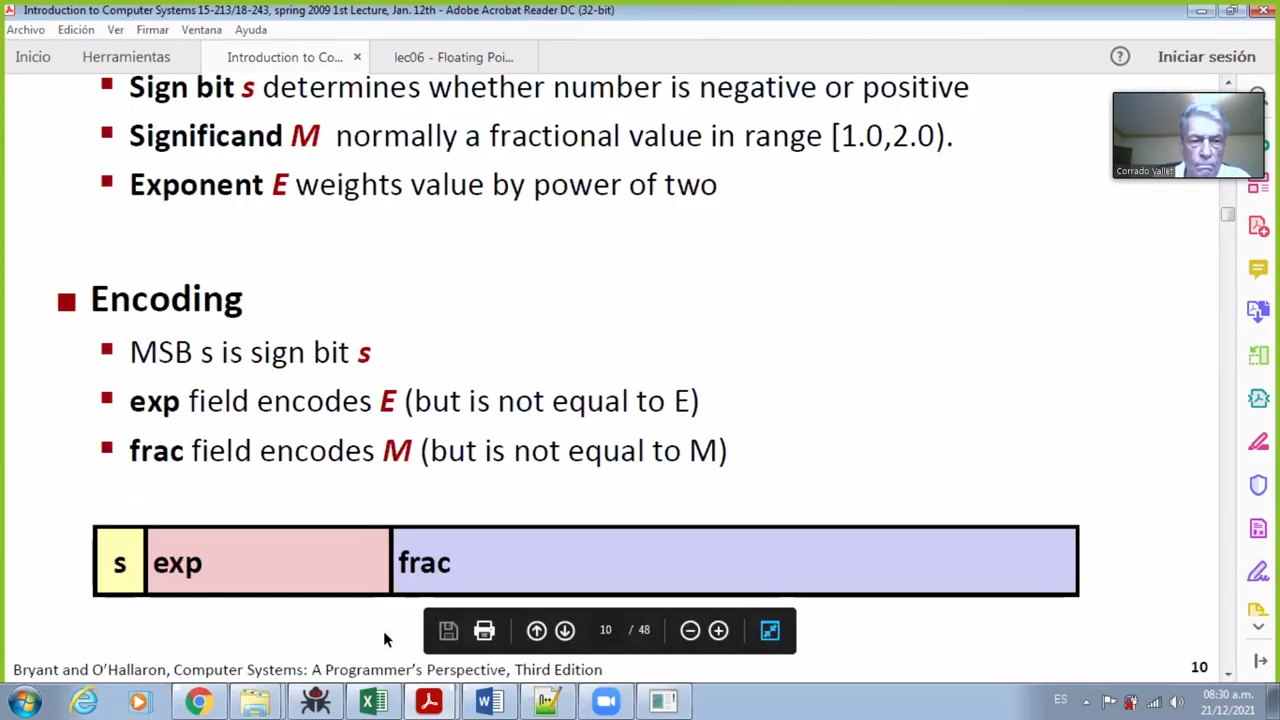 Introduction to Computer Systems 15-213/18-243, spring 2009 1st Lecture, Jan. 12th - Adobe Acrobat Reader DC (32-bit)
Archivo Edición Ver Firmar Ventana Ayuda
Inicio Herramientas Introduction to Co... × lec06 - Floating Poi... ? Iniciar sesión
Sign bit s determines whether number is negative or positive
Significand M normally a fractional value in range [1.0,2.0).
Corrado Vallet
Exponent E weights value by power of two
Encoding
MSB s is sign bit s
exp field encodes E (but is not equal to E)
frac field encodes M (but is not equal to M)
s exp frac
10 / 48
Bryant and O'Hallaron, Computer Systems: A Programmer's Perspective, Third Edition 10
ES 08:30 a.m.
21/12/2021